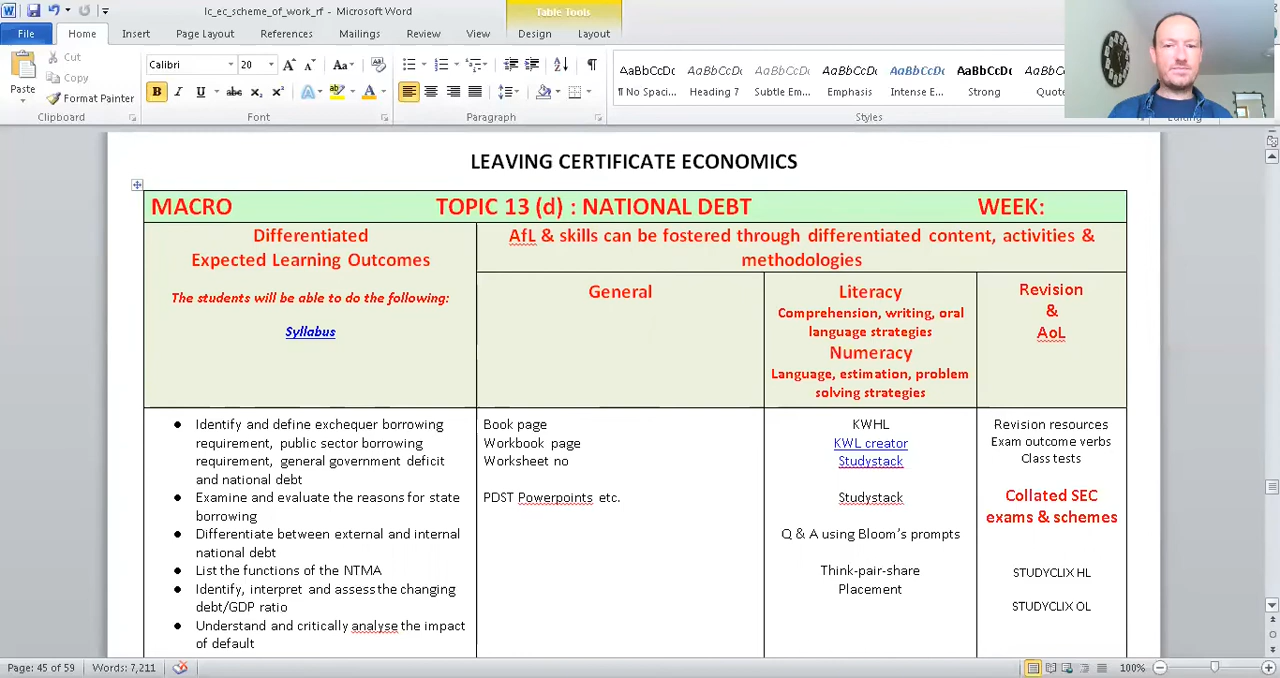 lc_ec_scheme_of_work_rf - Microsoft Word
Table Tools
File Home Insert Page Layout References Mailings Review View Design Layout
Cut
Copy
Paste
Format Painter
Clipboard
Calibri 20
Font
Paragraph
AaBbCcDc AaBbCcD AaBbCcDc AaBbCcDc AaBbCcDc AaBbCcDc AaBbCcD
¶ No Spaci... Heading 7 Subtle Em... Emphasis Intense E... Strong Quote
Styles
LEAVING CERTIFICATE ECONOMICS
MACRO TOPIC 13 (d) : NATIONAL DEBT WEEK:
Differentiated
Expected Learning Outcomes
The students will be able to do the following:
Syllabus
AfL & skills can be fostered through differentiated content, activities &
methodologies
General
Literacy
Comprehension, writing, oral
language strategies
Numeracy
Language, estimation, problem
solving strategies
Revision
&
AoL
• Identify and define exchequer borrowing
requirement, public sector borrowing
requirement, general government deficit
and national debt
• Examine and evaluate the reasons for state
borrowing
• Differentiate between external and internal
national debt
• List the functions of the NTMA
• Identify, interpret and assess the changing
debt/GDP ratio
• Understand and critically analyse the impact
of default
Book page
Workbook page
Worksheet no
PDST Powerpoints etc.
KWHL
KWL creator
Studystack
Studystack
Q & A using Bloom's prompts
Think-pair-share
Placement
Revision resources
Exam outcome verbs
Class tests
Collated SEC
exams & schemes
STUDYCLIX HL
STUDYCLIX OL
Page: 45 of 59 Words: 7,211 100%